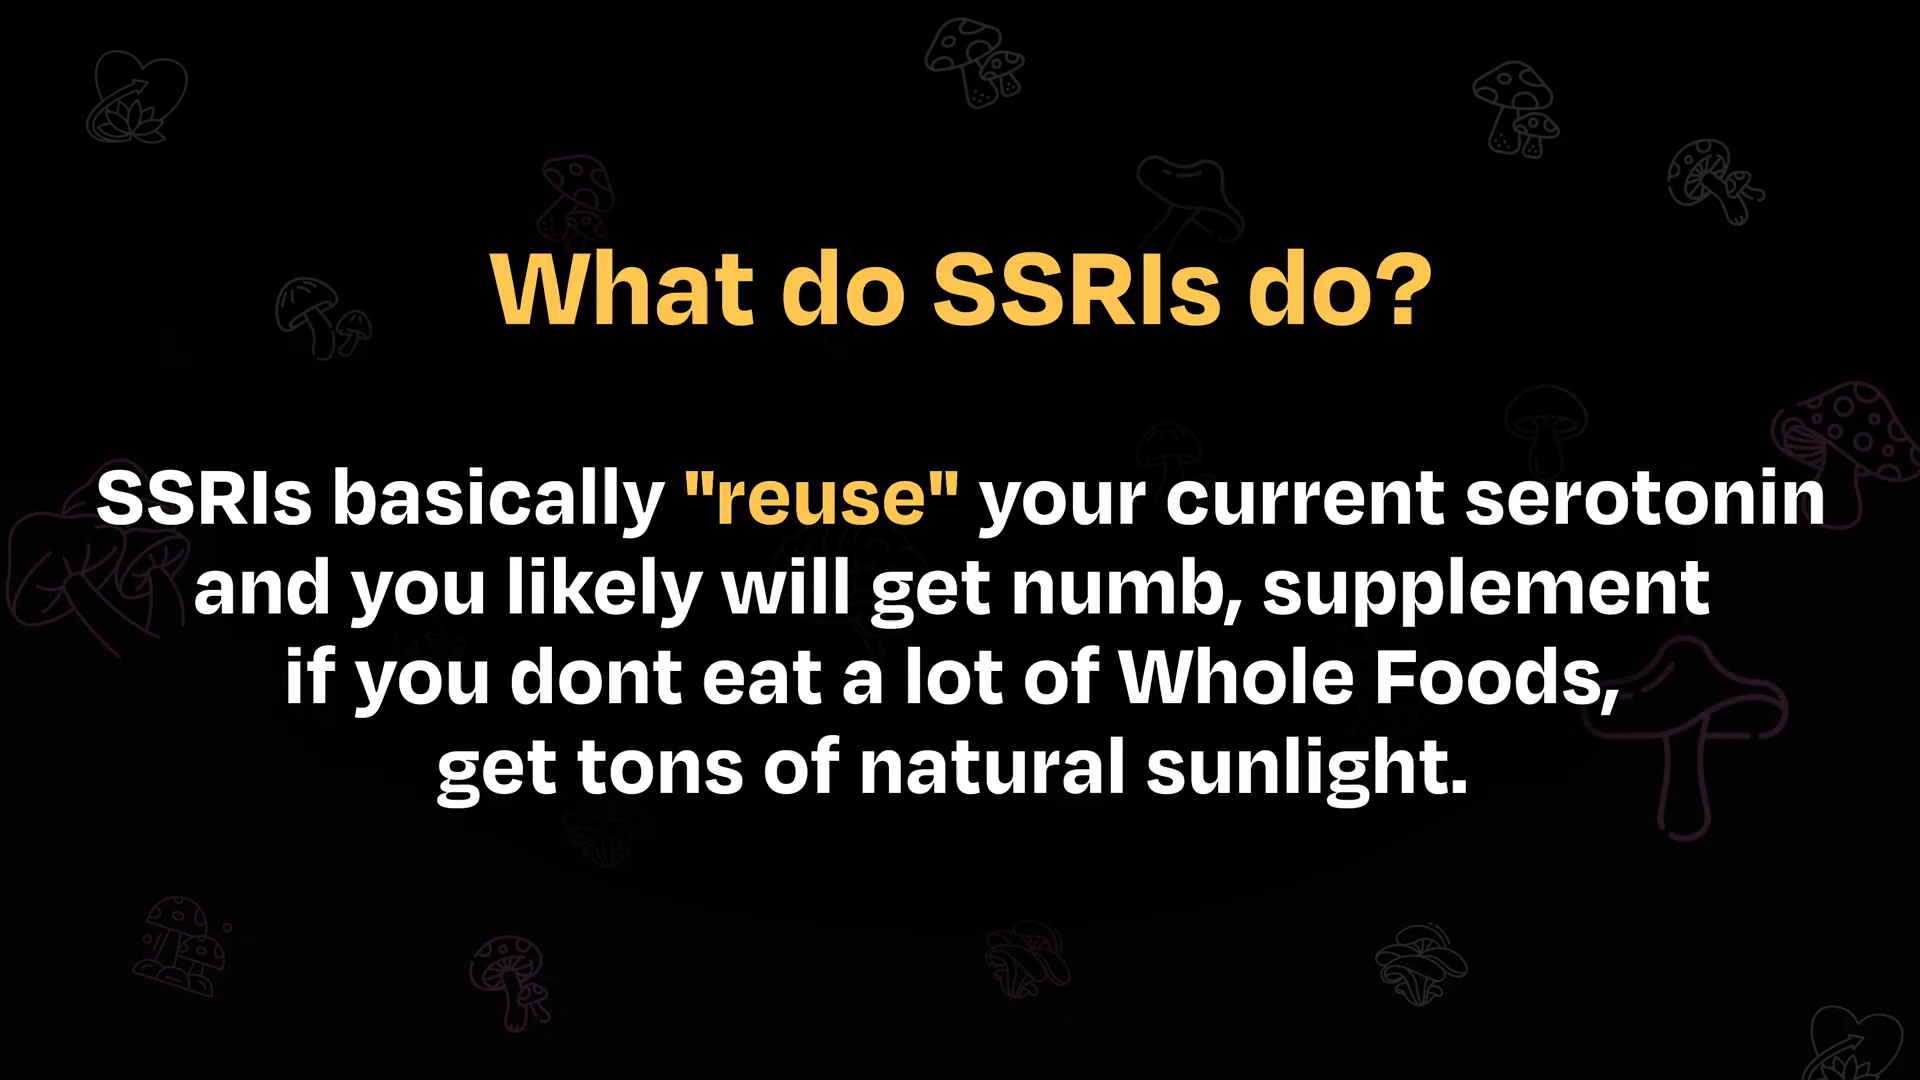 What do SSRIs do?
SSRIs basically "reuse" your current serotonin
and you likely will get numb, supplement
if you dont eat a lot of Whole Foods,
get tons of natural sunlight.